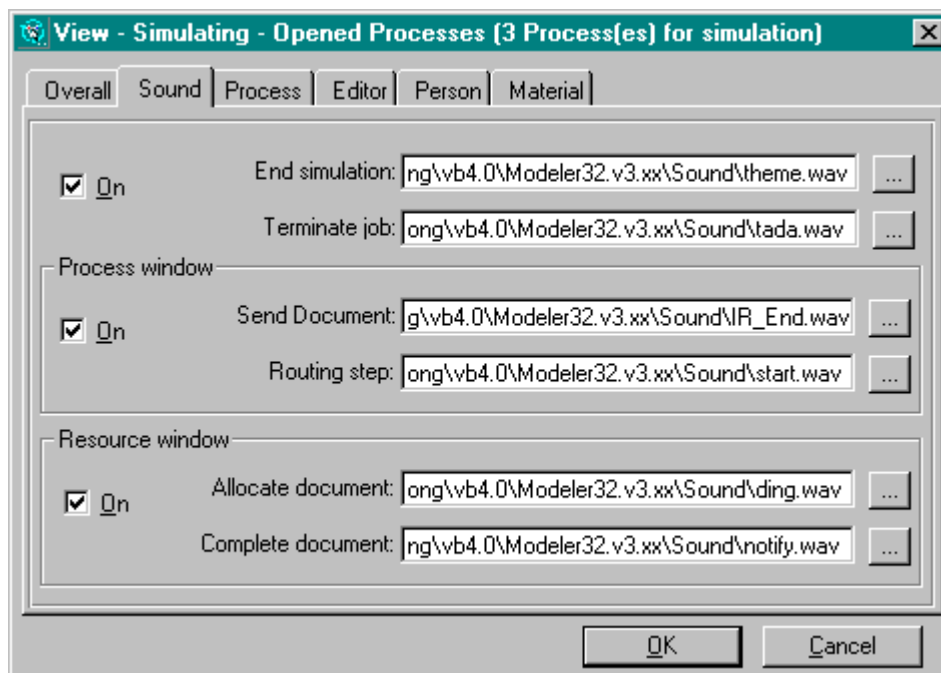 View - Simulating - Opened Processes (3 Process(es) for simulation)
Overall Sound Process Editor Person Material
On
End simulation: ng\vb4.0\Modeler32.v3.xx\Sound\theme.wav ...
Terminate job: ong\vb4.0\Modeler32.v3.xx\Sound\tada.wav ...
Process window
On
Send Document: g\vb4.0\Modeler32.v3.xx\Sound\IR_End.wav ...
Routing step: ong\vb4.0\Modeler32.v3.xx\Sound\start.wav ...
Resource window
On
Allocate document: ong\vb4.0\Modeler32.v3.xx\Sound\ding.wav ...
Complete document: ng\vb4.0\Modeler32.v3.xx\Sound\notify.wav ...
OK Cancel